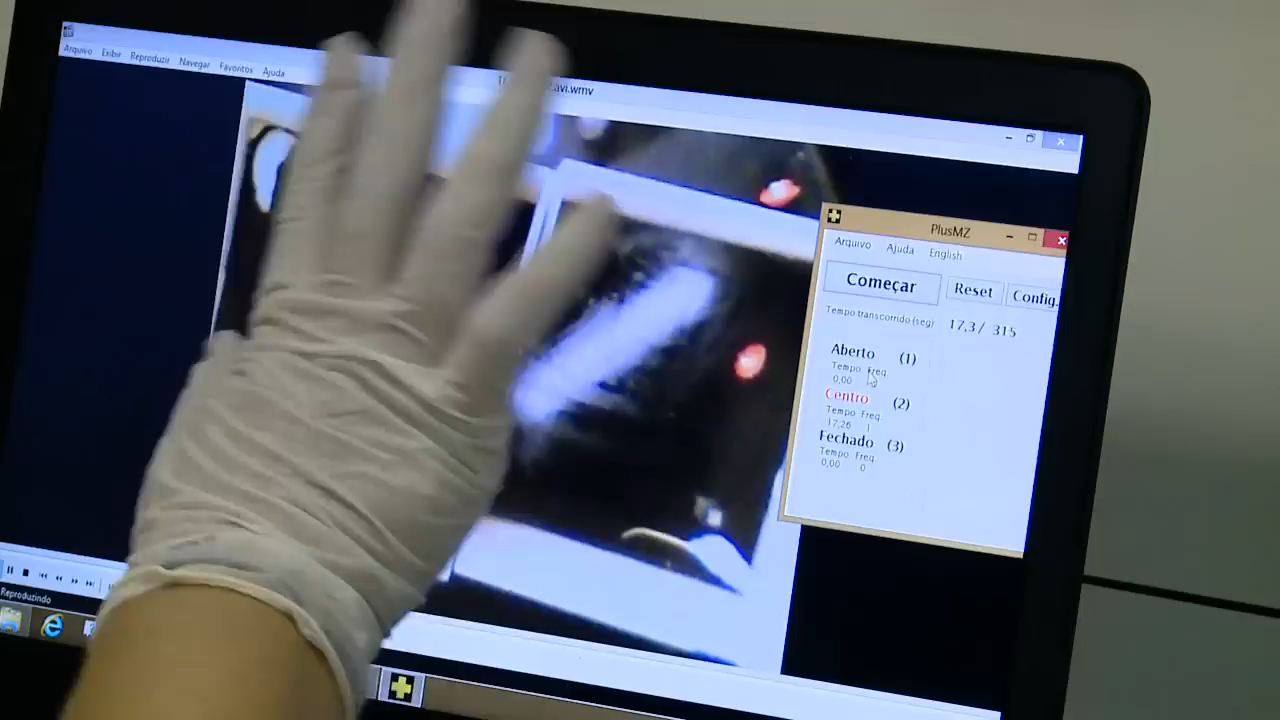 Arquivo Exibir Reproduzir Navegar Favoritos Ajuda
.avi.wmv
PlusMZ
Arquivo Ajuda English
Começar Reset Config.
Tempo transcorrido (seg) 17,3 / 315
Aberto (1)
Tempo Freq
0,00
Centro (2)
Tempo Freq
17,26 1
Fechado (3)
Tempo Freq
0,00 0
Reproduzindo